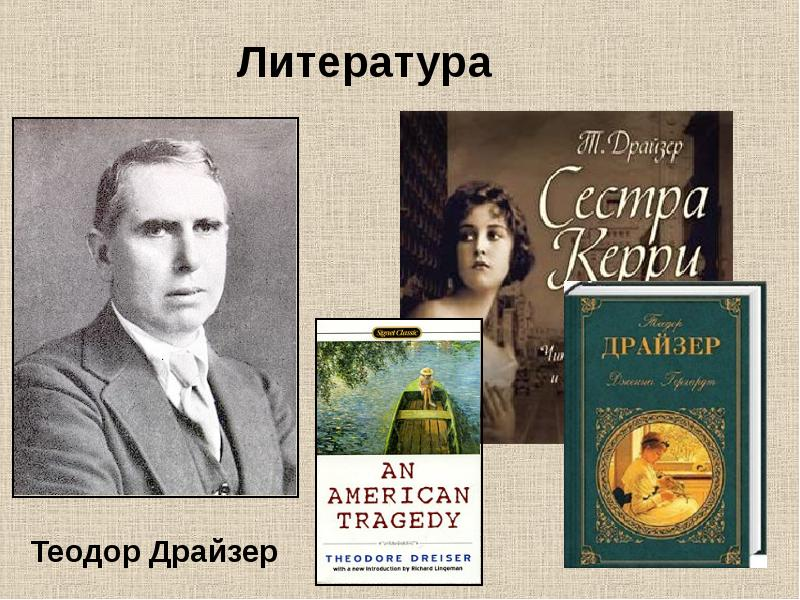 Литература
Т. Драйзер
Сестра
Керри
и
Signet Classic
AN
AMERICAN
TRAGEDY
THEODORE DREISER
with a new introduction by Richard Lingeman
Теодор
ДРАЙЗЕР
Дженни Герхардт
Теодор Драйзер